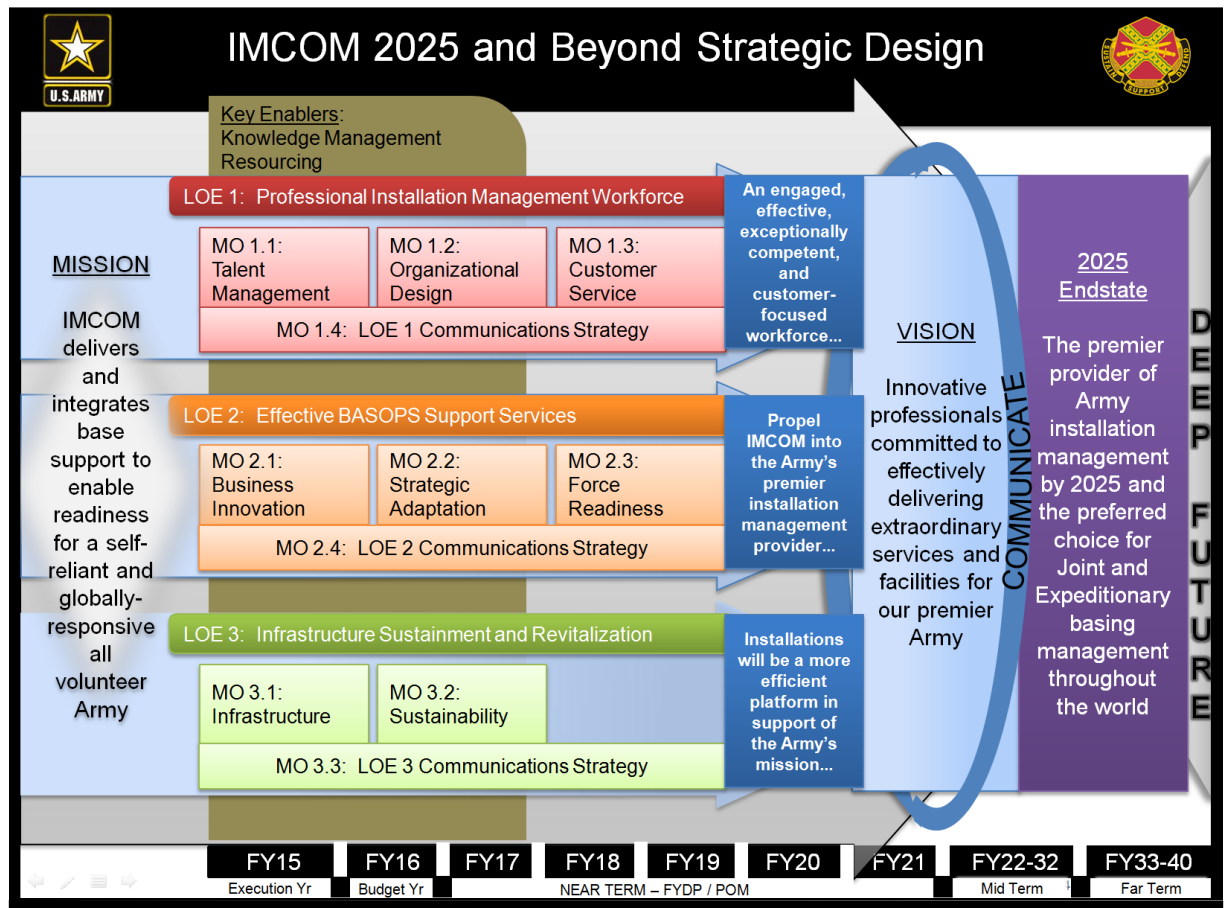 IMCOM 2025 and Beyond Strategic Design
U.S.ARMY
SUSTAIN
SUPPORT
DEFEND
Key Enablers:
Knowledge Management
Resourcing
MISSION
IMCOM
delivers
and
integrates
base
support to
enable
readiness
for a self-
reliant and
globally-
responsive
all
volunteer
Army
LOE 1: Professional Installation Management Workforce
MO 1.1:
Talent
Management
MO 1.2:
Organizational
Design
MO 1.3:
Customer
Service
MO 1.4: LOE 1 Communications Strategy
An engaged,
effective,
exceptionally
competent,
and
customer-
focused
workforce...
LOE 2: Effective BASOPS Support Services
MO 2.1:
Business
Innovation
MO 2.2:
Strategic
Adaptation
MO 2.3:
Force
Readiness
MO 2.4: LOE 2 Communications Strategy
Propel
IMCOM into
the Army's
premier
installation
management
provider...
LOE 3: Infrastructure Sustainment and Revitalization
MO 3.1:
Infrastructure
MO 3.2:
Sustainability
MO 3.3: LOE 3 Communications Strategy
Installations
will be a more
efficient
platform in
support of
the Army's
mission...
VISION
Innovative
professionals
committed to
effectively
delivering
extraordinary
services and
facilities for
our premier
Army
COMMUNICATE
2025
Endstate
The premier
provider of
Army
installation
management
by 2025 and
the preferred
choice for
Joint and
Expeditionary
basing
management
throughout
the world
DEEP FUTURE
FY15 FY16 FY17 FY18 FY19 FY20 FY21 FY22-32 FY33-40
Execution Yr Budget Yr NEAR TERM – FYDP / POM Mid Term Far Term